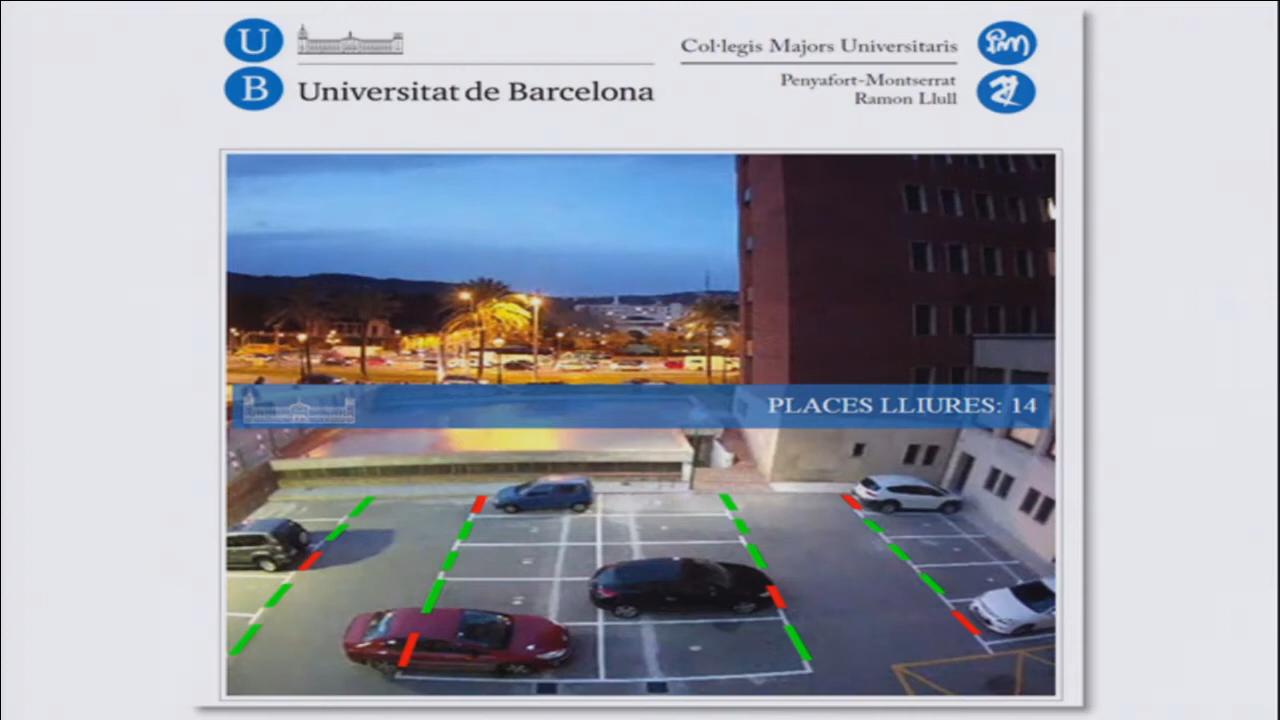 U
B
Universitat de Barcelona
Col·legis Majors Universitaris
Penyafort-Montserrat
Ramon Llull
PLACES LLIURES: 14